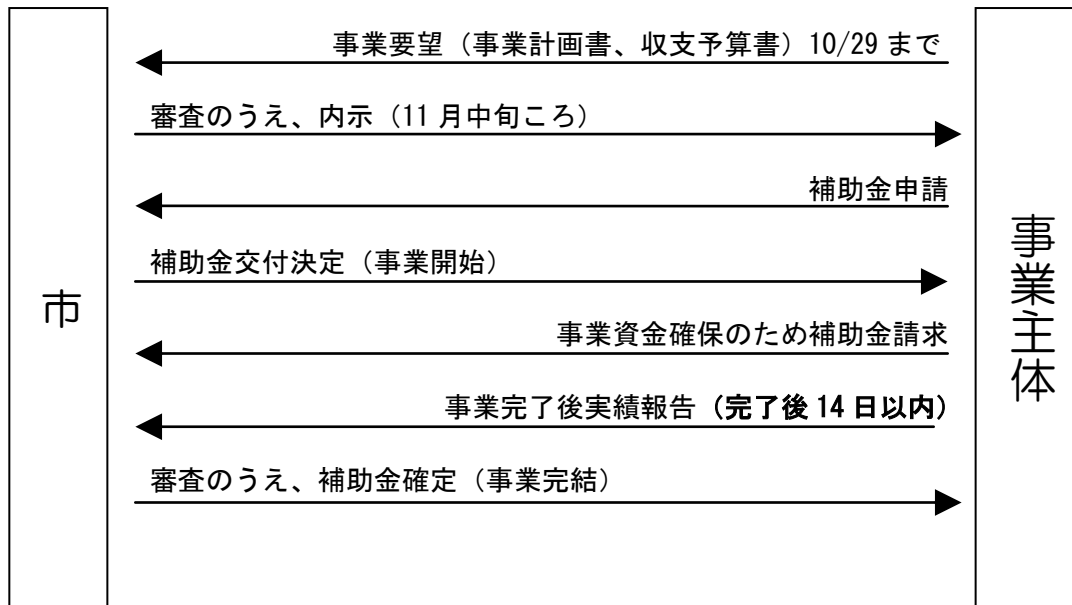 事業要望（事業計画書、収支予算書）10/29 まで
審査のうえ、内示（11 月中旬ころ）
補助金申請
補助金交付決定（事業開始）
市
事業主体
事業資金確保のため補助金請求
事業完了後実績報告（完了後 14 日以内）
審査のうえ、補助金確定（事業完結）